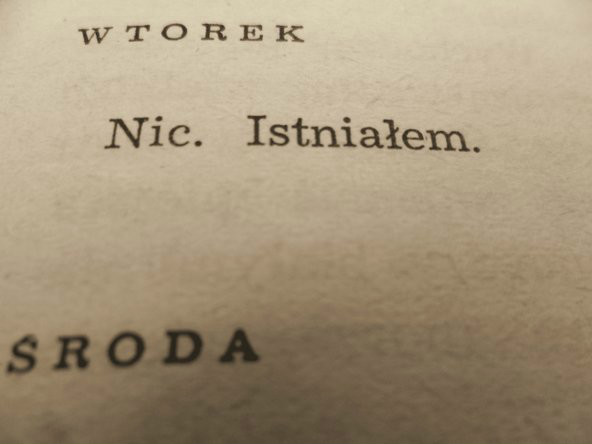 WTOREK
Nic. Istniałem.
ŚRODA